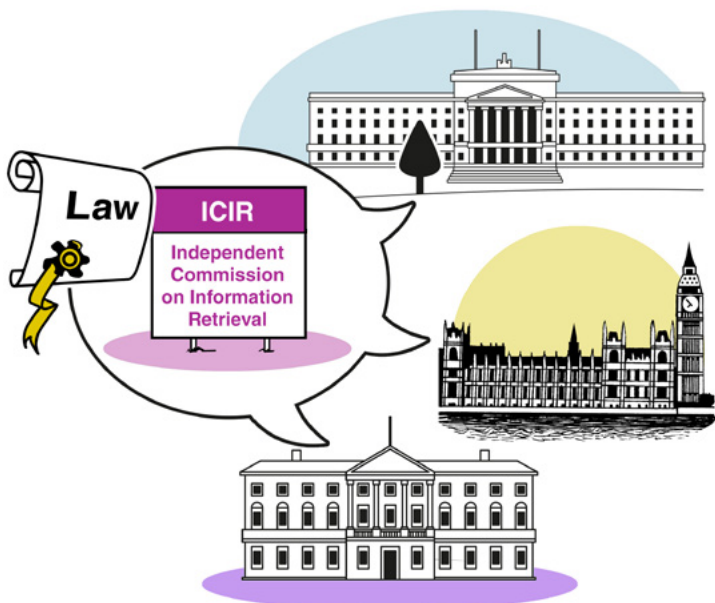 Law
ICIR
Independent
Commission
on Information
Retrieval